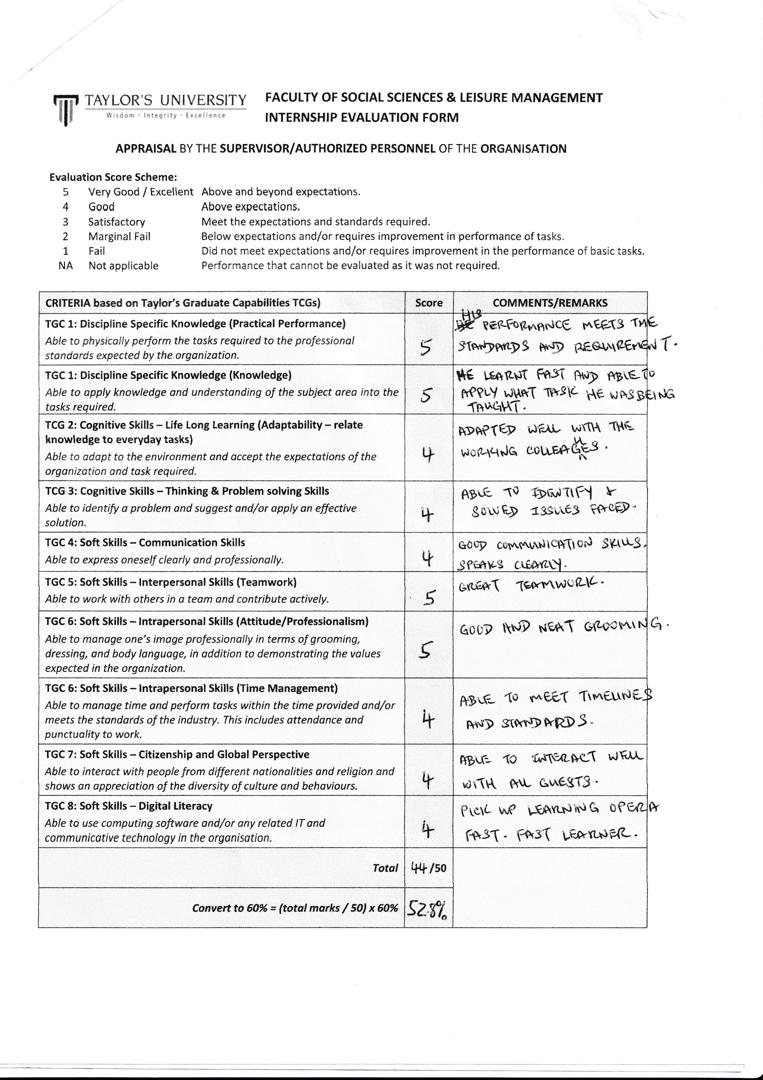 TAYLOR'S UNIVERSITY
Wisdom · Integrity · Excellence
FACULTY OF SOCIAL SCIENCES & LEISURE MANAGEMENT
INTERNSHIP EVALUATION FORM
APPRAISAL BY THE SUPERVISOR/AUTHORIZED PERSONNEL OF THE ORGANISATION
Evaluation Score Scheme:
5 Very Good / Excellent Above and beyond expectations.
4 Good Above expectations.
3 Satisfactory Meet the expectations and standards required.
2 Marginal Fail Below expectations and/or requires improvement in performance of tasks.
1 Fail Did not meet expectations and/or requires improvement in the performance of basic tasks.
NA Not applicable Performance that cannot be evaluated as it was not required.
CRITERIA based on Taylor's Graduate Capabilities TCGs) Score COMMENTS/REMARKS
TGC 1: Discipline Specific Knowledge (Practical Performance)
Able to physically perform the tasks required to the professional
standards expected by the organization.
5
HIS PERFORMANCE MEETS THE
STANDARDS AND REQUIREMENT.
TGC 1: Discipline Specific Knowledge (Knowledge)
Able to apply knowledge and understanding of the subject area into the
tasks required.
5
HE LEARNT FAST AND ABLE TO
APPLY WHAT TASK HE WAS BEING
TAUGHT.
TCG 2: Cognitive Skills – Life Long Learning (Adaptability – relate
knowledge to everyday tasks)
Able to adapt to the environment and accept the expectations of the
organization and task required.
4
ADAPTED WELL WITH THE
WORKING
TCG 3: Cognitive Skills – Thinking & Problem solving Skills
Able to identify a problem and suggest and/or apply an effective
solution.
4
ABLE TO IDENTIFY &
SOLVED ISSUES FACED.
TGC 4: Soft Skills – Communication Skills
Able to express oneself clearly and professionally.
4
GOOD COMMUNICATION SKILLS.
SPEAKS CLEARLY.
TGC 5: Soft Skills – Interpersonal Skills (Teamwork)
Able to work with others in a team and contribute actively.
5
GREAT TEAMWORK.
TGC 6: Soft Skills – Intrapersonal Skills (Attitude/Professionalism)
Able to manage one's image professionally in terms of grooming,
dressing, and body language, in addition to demonstrating the values
expected in the organization.
5
GOOD AND NEAT GROOMING.
TGC 6: Soft Skills – Intrapersonal Skills (Time Management)
Able to manage time and perform tasks within the time provided and/or
meets the standards of the industry. This includes attendance and
punctuality to work.
4
ABLE TO MEET TIMELINES
AND STANDARDS.
TGC 7: Soft Skills – Citizenship and Global Perspective
Able to interact with people from different nationalities and religion and
shows an appreciation of the diversity of culture and behaviours.
4
ABLE TO INTERACT WELL
WITH ALL GUESTS.
TGC 8: Soft Skills – Digital Literacy
Able to use computing software and/or any related IT and
communicative technology in the organisation.
4
PICK UP LEARNING OPERA
FAST. FAST LEARNER.
Total 44/50
Convert to 60% = (total marks / 50) x 60% 52.8%